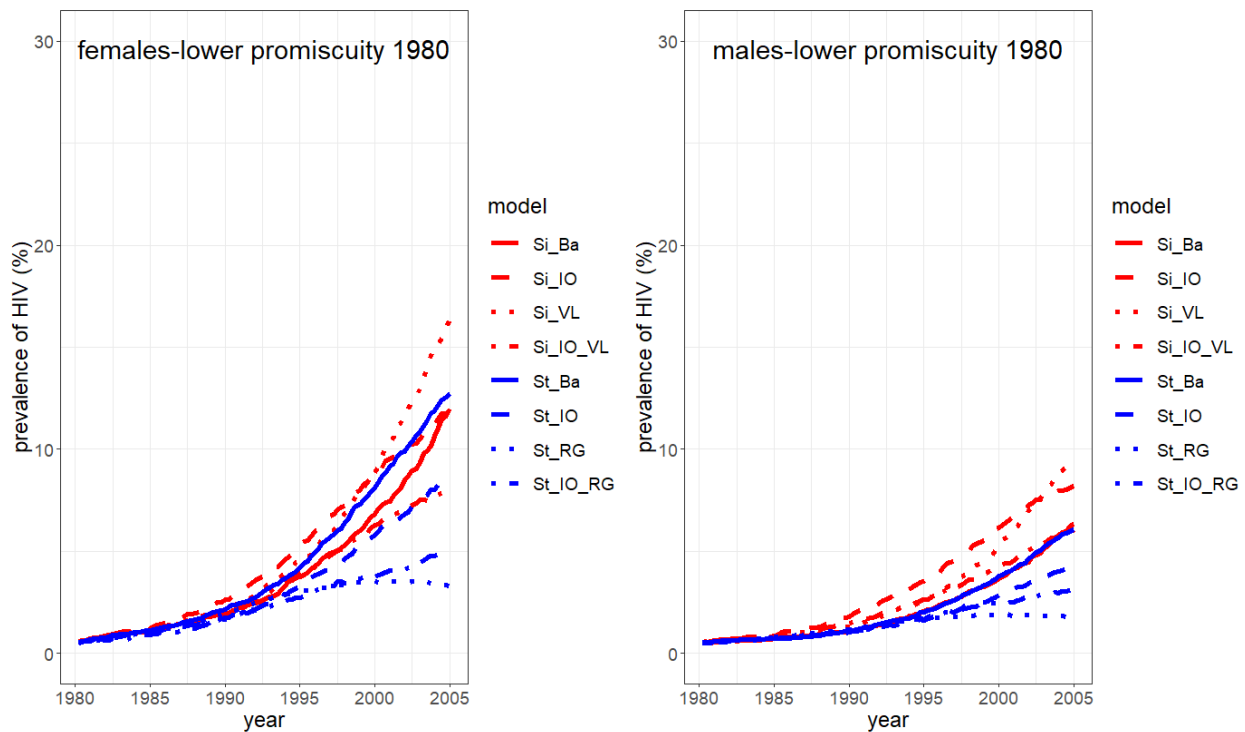 females-lower promiscuity 1980
prevalence of HIV (%)
30
20
10
0
1980 1985 1990 1995 2000 2005
year
model
Si_Ba
Si_IO
Si_VL
Si_IO_VL
St_Ba
St_IO
St_RG
St_IO_RG
males-lower promiscuity 1980
prevalence of HIV (%)
30
20
10
0
1980 1985 1990 1995 2000 2005
year
model
Si_Ba
Si_IO
Si_VL
Si_IO_VL
St_Ba
St_IO
St_RG
St_IO_RG